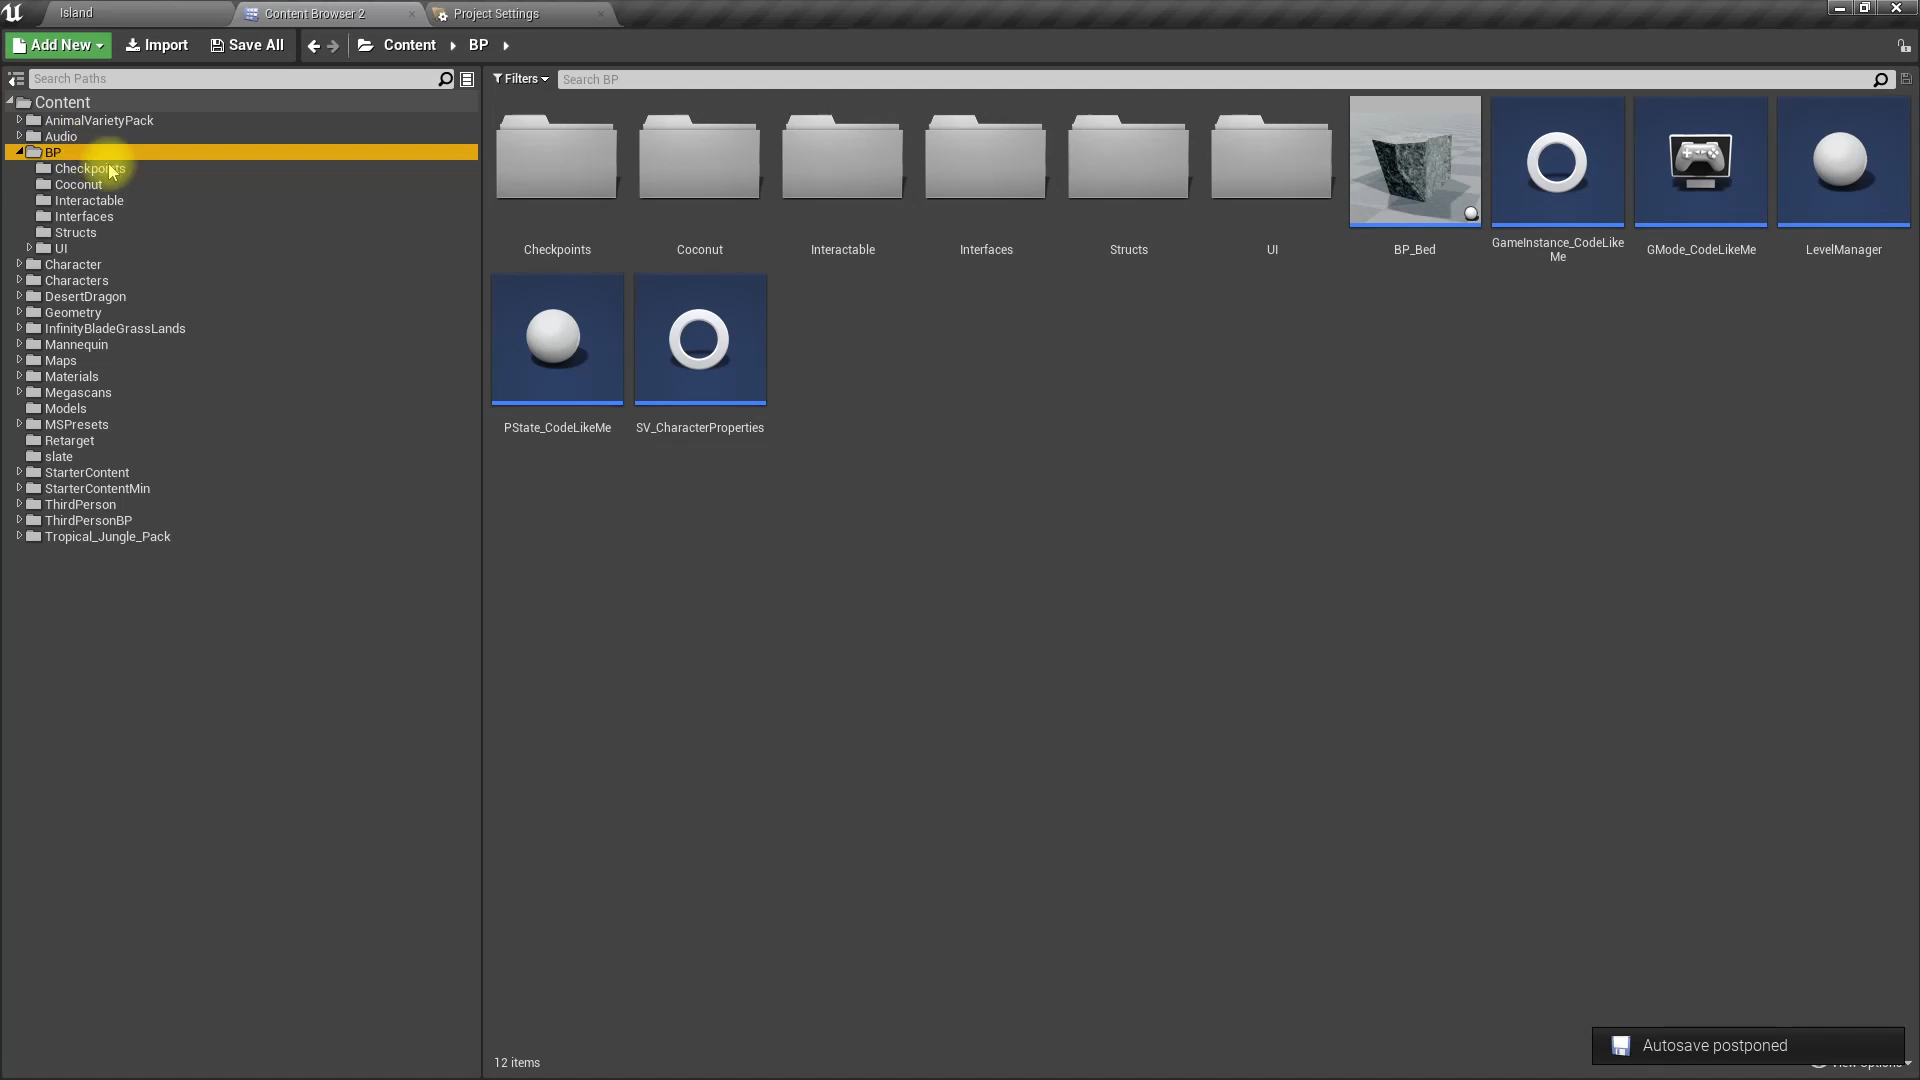 Island
Content Browser 2
Project Settings
Add New
Import
Save All
Content
BP
Search Paths
Filters
Search BP
Content
AnimalVarietyPack
Audio
BP
Checkpoints
Coconut
Interactable
Interfaces
Structs
UI
Character
Characters
DesertDragon
Geometry
InfinityBladeGrassLands
Mannequin
Maps
Materials
Megascans
Models
MSPresets
Retarget
slate
StarterContent
StarterContentMin
ThirdPerson
ThirdPersonBP
Tropical_Jungle_Pack
Checkpoints
Coconut
Interactable
Interfaces
Structs
UI
BP_Bed
GameInstance_CodeLike
Me
GMode_CodeLikeMe
LevelManager
PState_CodeLikeMe
SV_CharacterProperties
12 items
Autosave postponed
View Options